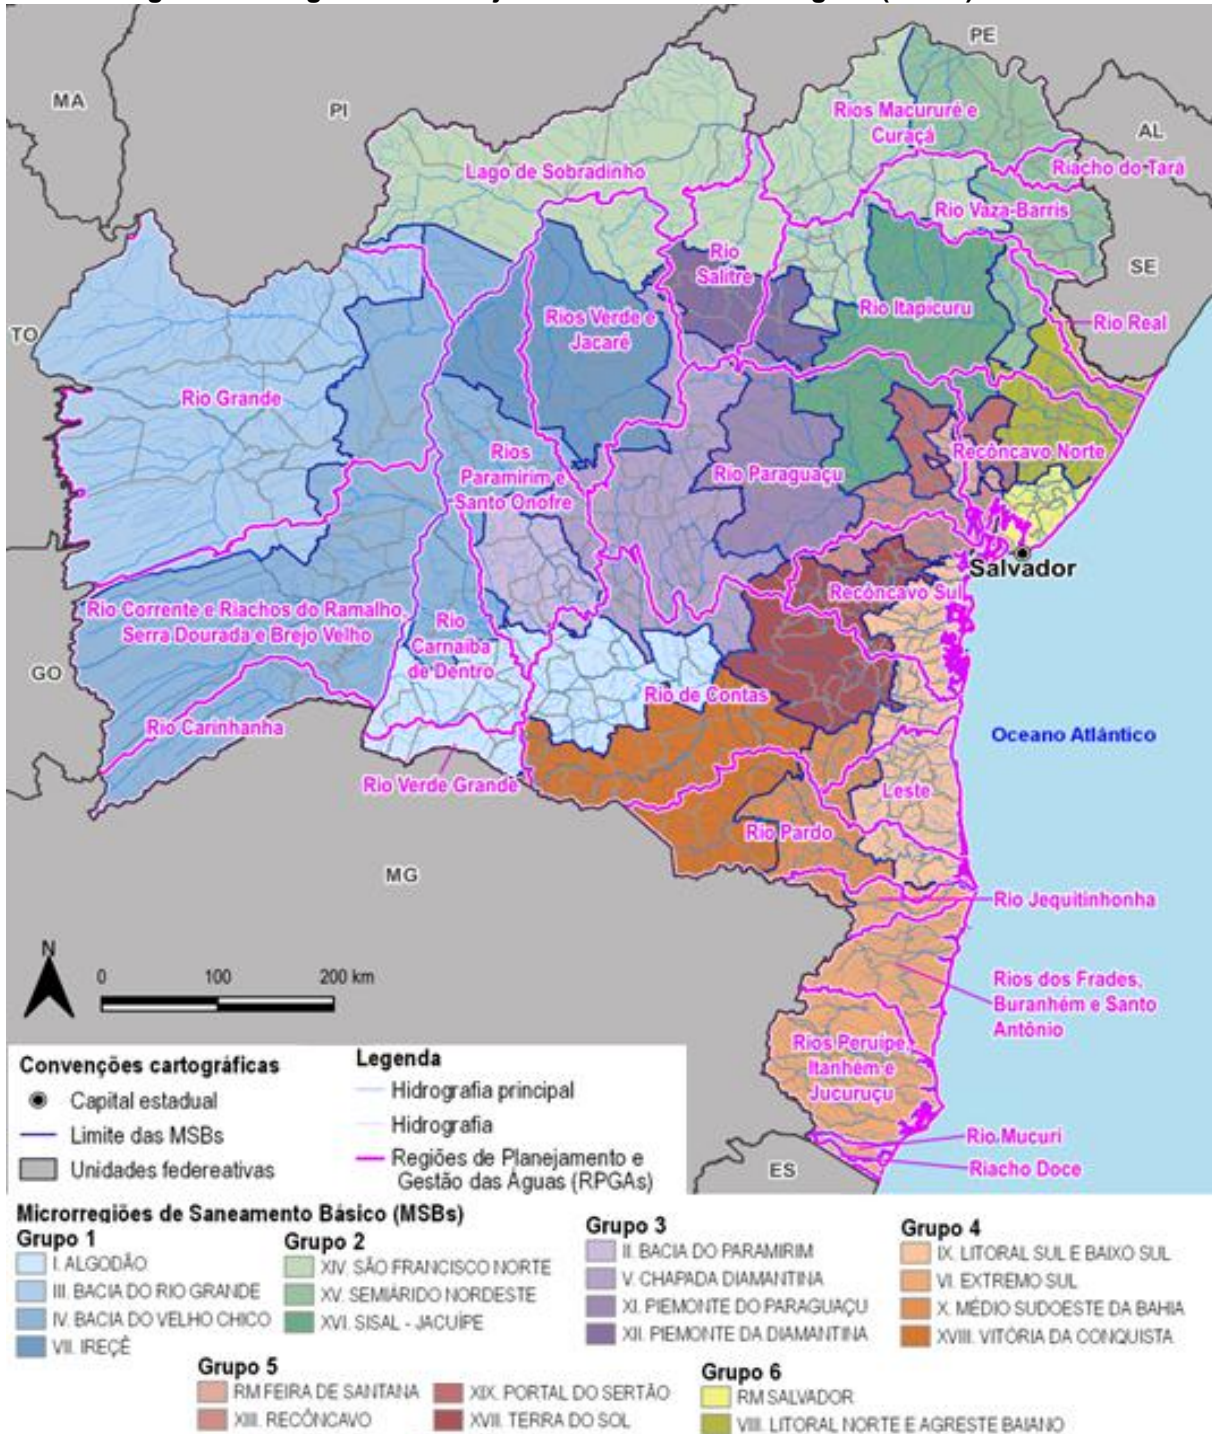 PE
MA
PI
Rios Macururé e
Curaçá
AL
Riacho do Tará
Lago de Sobradinho
Rio Vaza-Barris
Rio
Salitre
SE
Rio Itapicuru
Rios Verde e
Jacaré
Rio Real
TO
Rio Grande
Recôncavo Norte
Rios
Paramirim e
Santo Onofre
Rio Paraguaçu
Salvador
Recôncavo Sul
Rio Corrente e Riachos do Ramalho,
Serra Dourada e Brejo Velho
Rio
Carnaíba
de Dentro
GO
Rio de Contas
Rio Carinhanha
Oceano Atlântico
Rio Verde Grande
Leste
Rio Pardo
MG
Rio Jequitinhonha
N
0 100 200 km
Rios dos Frades,
Buranhém e Santo
Antônio
Rios Peruípe,
Itanhém e
Jucuruçu
Rio Mucuri
Riacho Doce
ES
Convenções cartográficas
Capital estadual
Limite das MSBs
Unidades federeativas
Legenda
Hidrografia principal
Hidrografia
Regiões de Planejamento e
Gestão das Águas (RPGAs)
Microrregiões de Saneamento Básico (MSBs)
Grupo 1
I. ALGODÃO
III. BACIA DO RIO GRANDE
IV. BACIA DO VELHO CHICO
VII. IREÇÊ
Grupo 2
XIV. SÃO FRANCISCO NORTE
XV. SEMIÁRIDO NORDESTE
XVI. SISAL - JACUÍPE
Grupo 3
II. BACIA DO PARAMIRIM
V. CHAPADA DIAMANTINA
XI. PIEMONTE DO PARAGUAÇU
XII. PIEMONTE DA DIAMANTINA
Grupo 4
IX. LITORAL SUL E BAIXO SUL
VI. EXTREMO SUL
X. MÉDIO SUDOESTE DA BAHIA
XVIII. VITÓRIA DA CONQUISTA
Grupo 5
RM FEIRA DE SANTANA
XIII. RECÔNCAVO
XIX. PORTAL DO SERTÃO
XVII. TERRA DO SOL
Grupo 6
RM SALVADOR
VIII. LITORAL NORTE E AGRESTE BAIANO